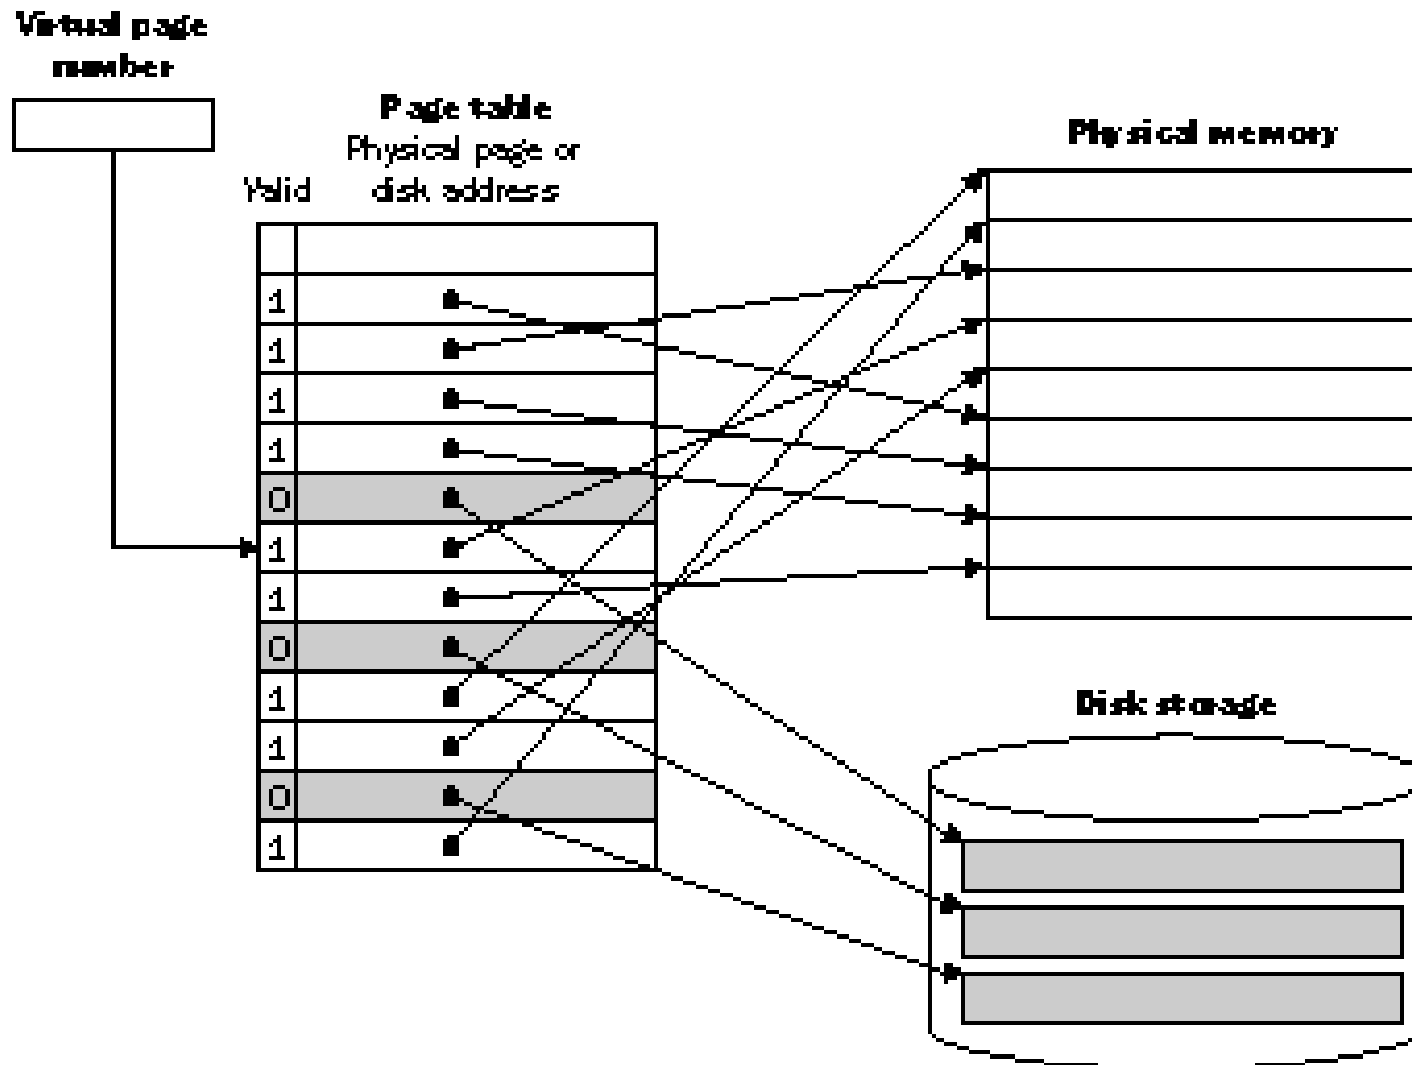 Virtual page
number
Page table
Physical page or
disk address
Valid
Physical memory
1
1
1
1
0
1
1
0
1
1
0
1
Disk storage